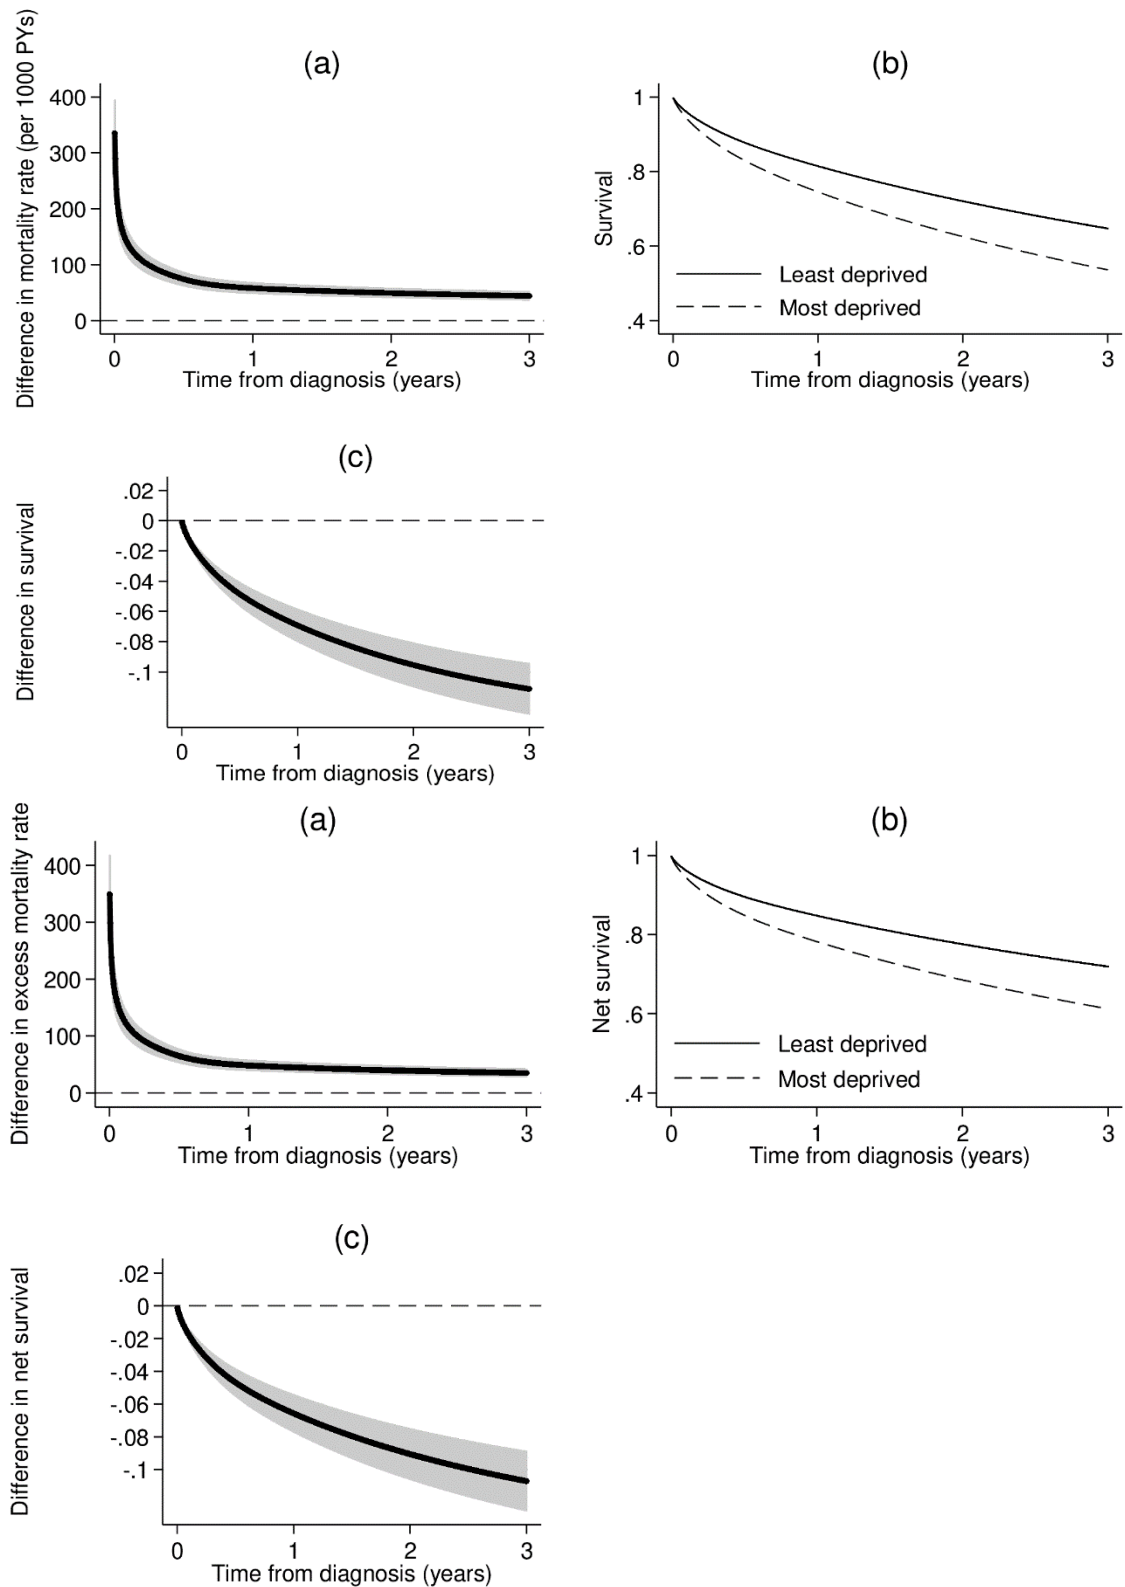 (a)
Difference in mortality rate (per 1000 PYs)
400
300
200
100
0
0 1 2 3
Time from diagnosis (years)
(b)
Survival
1
.8
.6
.4
Least deprived
Most deprived
0 1 2 3
Time from diagnosis (years)
(c)
Difference in survival
.02
0
-.02
-.04
-.06
-.08
-.1
0 1 2 3
Time from diagnosis (years)
(a)
Difference in excess mortality rate
400
300
200
100
0
0 1 2 3
Time from diagnosis (years)
(b)
Net survival
1
.8
.6
.4
Least deprived
Most deprived
0 1 2 3
Time from diagnosis (years)
(c)
Difference in net survival
.02
0
-.02
-.04
-.06
-.08
-.1
0 1 2 3
Time from diagnosis (years)